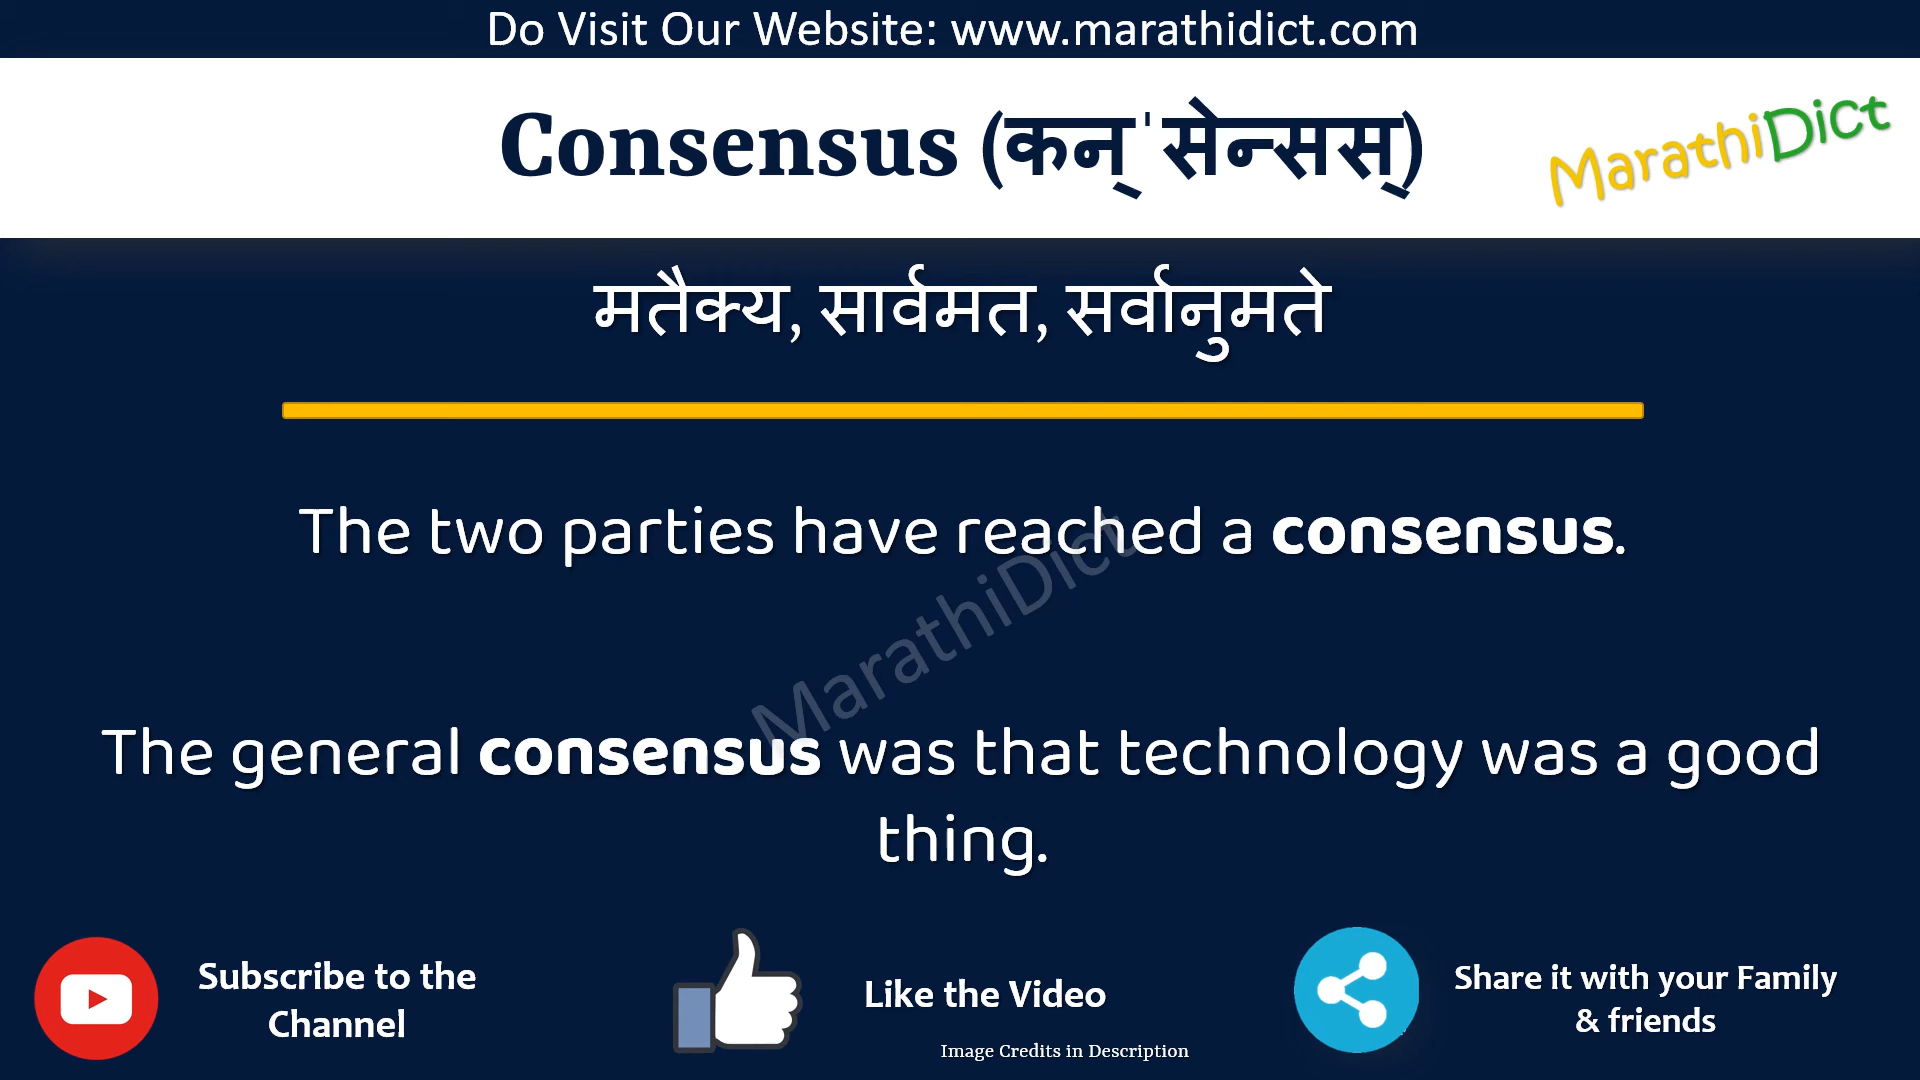 Do Visit Our Website: www.marathidict.com
Consensus (कन्ˈसेन्सस्)
MarathiDict
मतैक्य, सार्वमत, सर्वानुमते
The two parties have reached a consensus.
MarathiDict
The general consensus was that technology was a good
thing.
Subscribe to the
Channel
Like the Video
Share it with your Family
& friends
Image Credits in Description